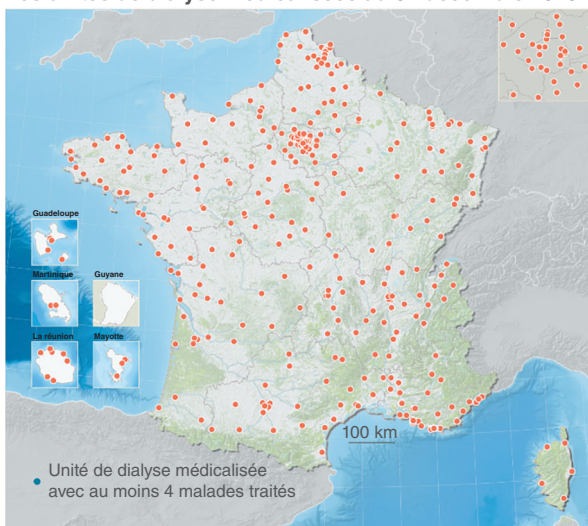 Guadeloupe
Martinique
Guyane
La réunion
Mayotte
100 km
Unité de dialyse médicalisée
avec au moins 4 malades traités